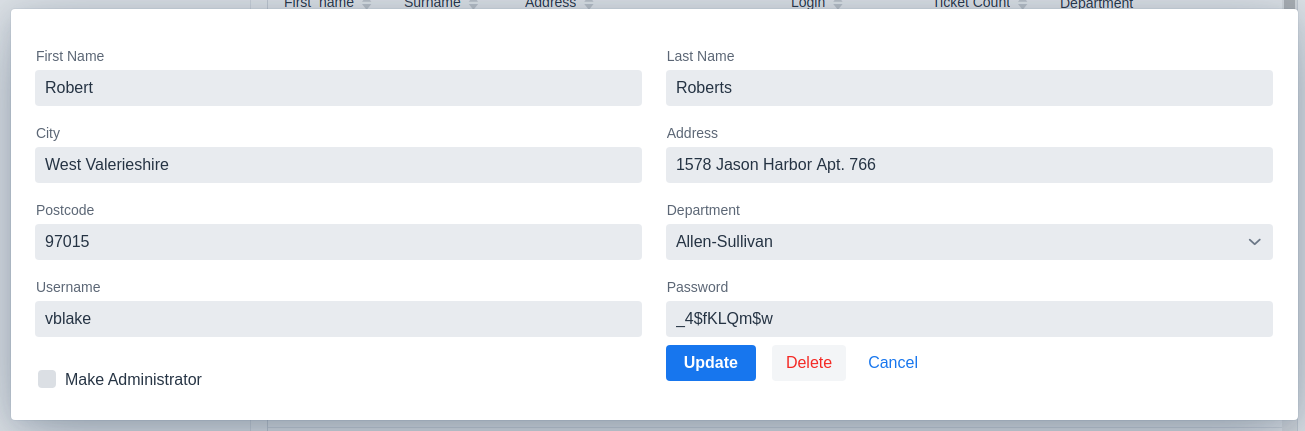 First_name Surname Address Login Ticket Count Department
First Name Last Name
Robert Roberts
City Address
West Valerieshire 1578 Jason Harbor Apt. 766
Postcode Department
97015 Allen-Sullivan
Username Password
vblake _4$fKLQm$w
Update Delete Cancel
Make Administrator